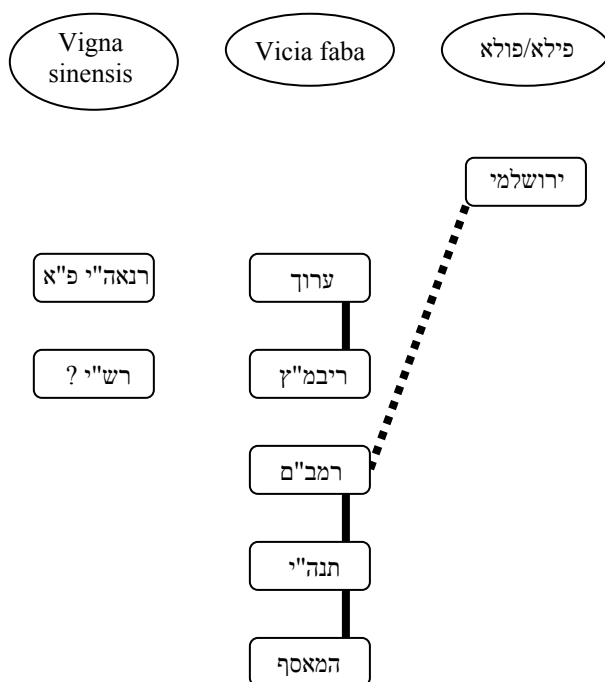 Vigna
sinensis
Vicia faba
פילא/פולא
ירושלמי
רנאה"י פ"א
ערוך
רש"י ?
ריבמ"ץ
רמב"ם
תנה"י
המאסף